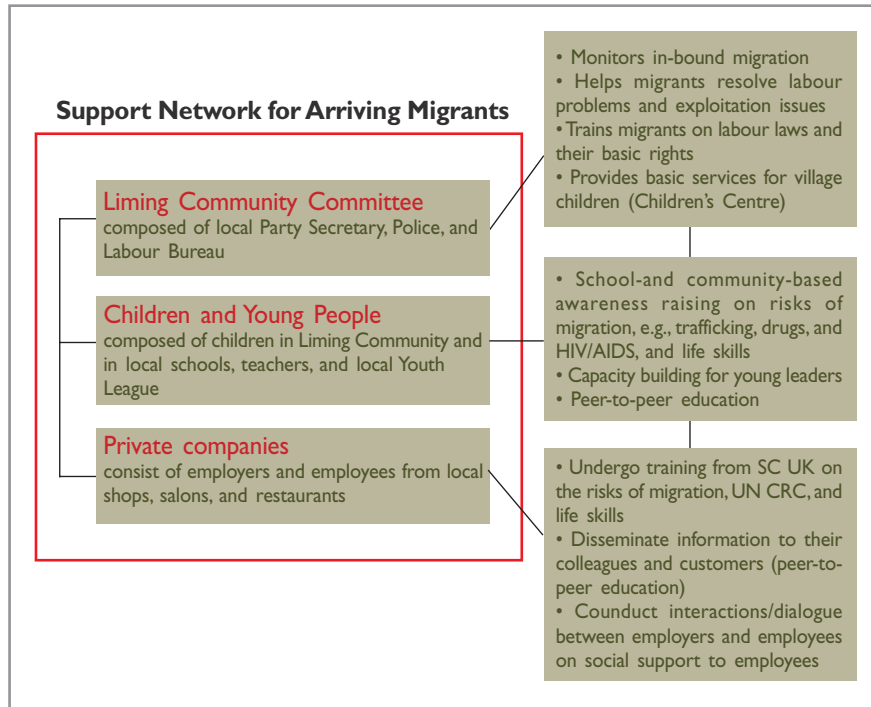 Support Network for Arriving Migrants
Liming Community Committee
composed of local Party Secretary, Police, and
Labour Bureau
Children and Young People
composed of children in Liming Community and
in local schools, teachers, and local Youth
League
Private companies
consist of employers and employees from local
shops, salons, and restaurants
• Monitors in-bound migration
• Helps migrants resolve labour
problems and exploitation issues
• Trains migrants on labour laws and
their basic rights
• Provides basic services for village
children (Children's Centre)
• School-and community-based
awareness raising on risks of
migration, e.g., trafficking, drugs, and
HIV/AIDS, and life skills
• Capacity building for young leaders
• Peer-to-peer education
• Undergo training from SC UK on
the risks of migration, UN CRC, and
life skills
• Disseminate information to their
colleagues and customers (peer-to-
peer education)
• Counduct interactions/dialogue
between employers and employees
on social support to employees